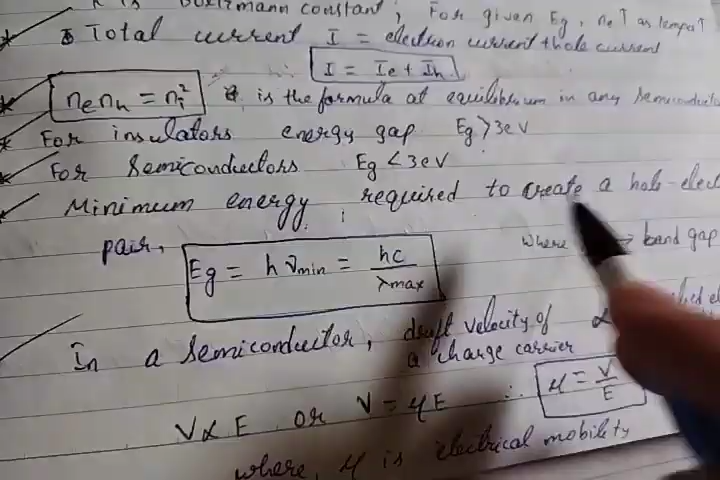 is Boltzmann constant, For given Eg, ne↑ as temper↑
Total current I = electron current + hole current
I = Ie + Ih
nenh = ni² is the formula at equilibrium in any semiconducto
For insulators energy gap Eg > 3eV
For semiconductors Eg < 3eV
Minimum energy required to create a hole-elect
pair,
Eg = hνmin = hc/λmax
where → band gap
In a semiconductor, drift velocity of a charge carrier ∝
V ∝ E or V = μE ∴ μ = V/E
where, μ is electrical mobility